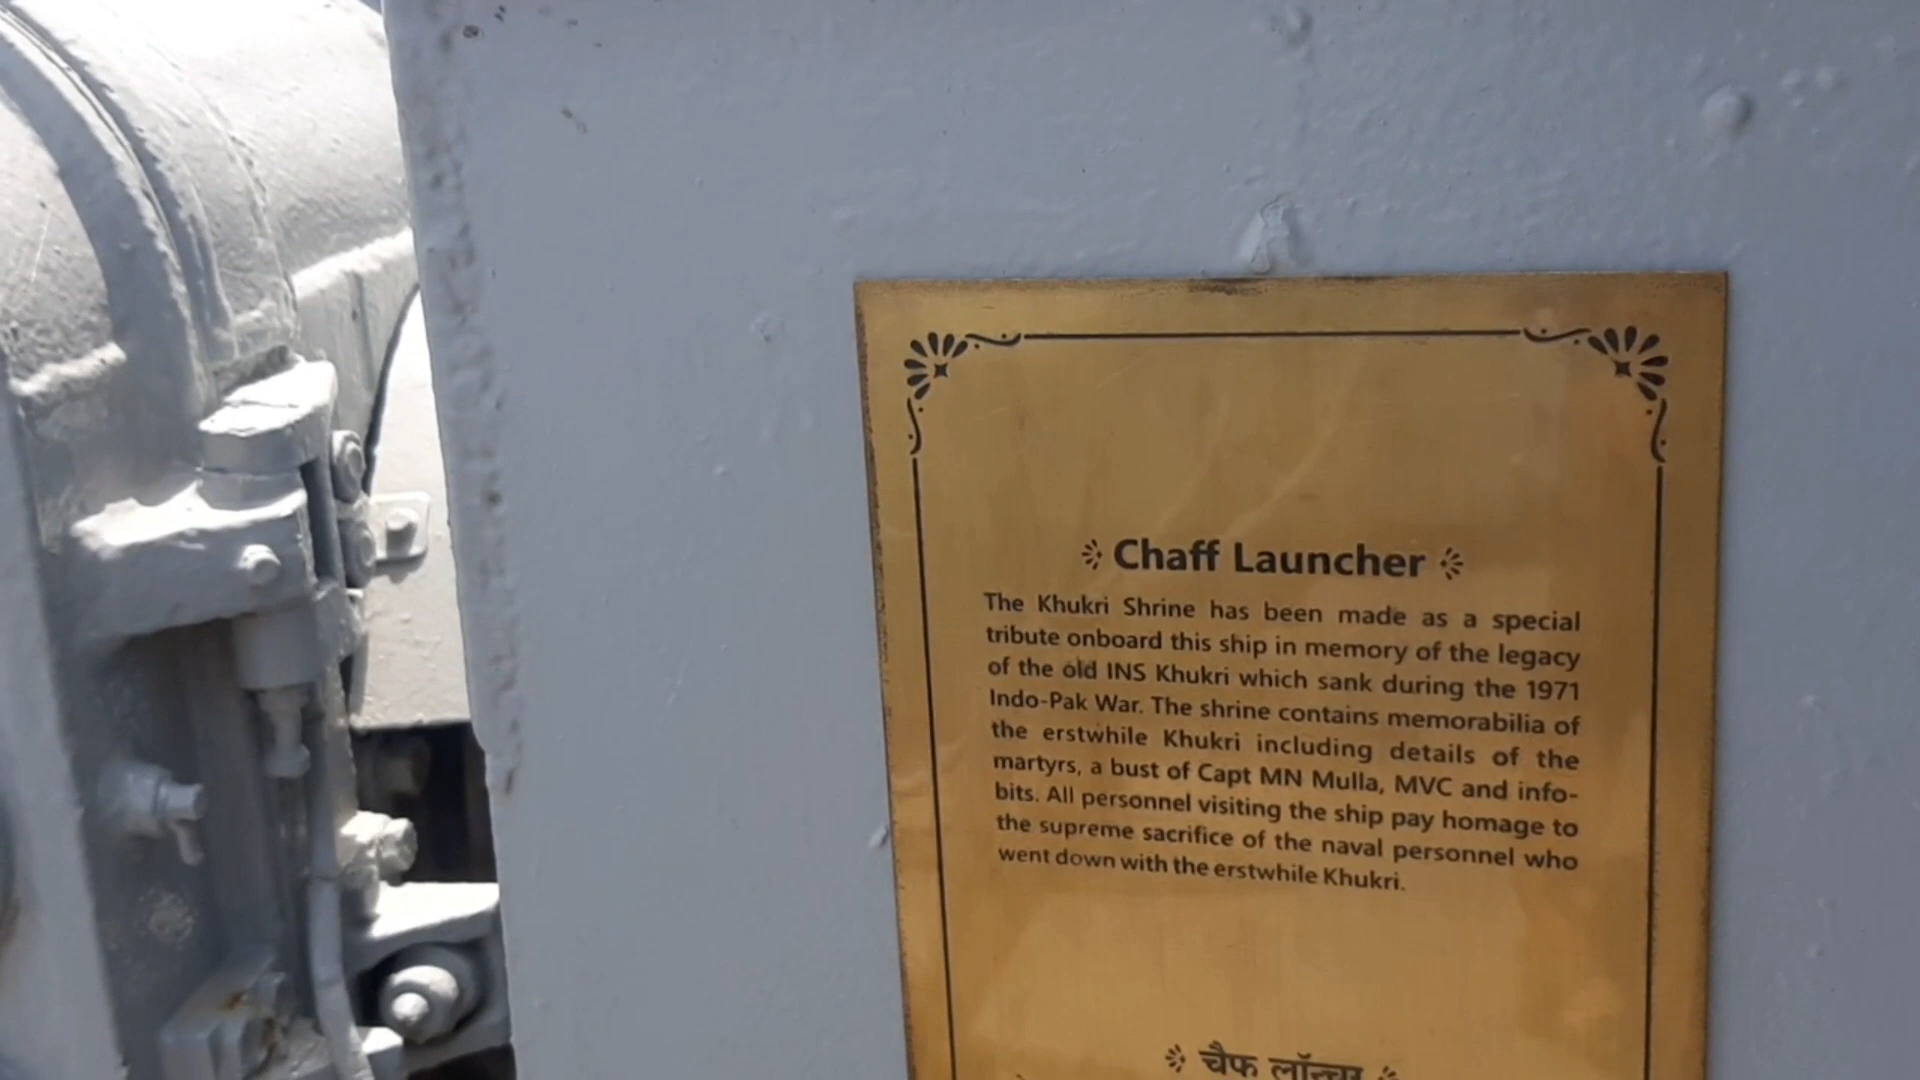 Chaff Launcher
The Khukri Shrine has been made as a special
tribute onboard this ship in memory of the legacy
of the old INS Khukri which sank during the 1971
Indo-Pak War. The shrine contains memorabilia of
the erstwhile Khukri including details of the
martyrs, a bust of Capt MN Mulla, MVC and info-
bits. All personnel visiting the ship pay homage to
the supreme sacrifice of the naval personnel who
went down with the erstwhile Khukri.
चैफ लॉन्चर